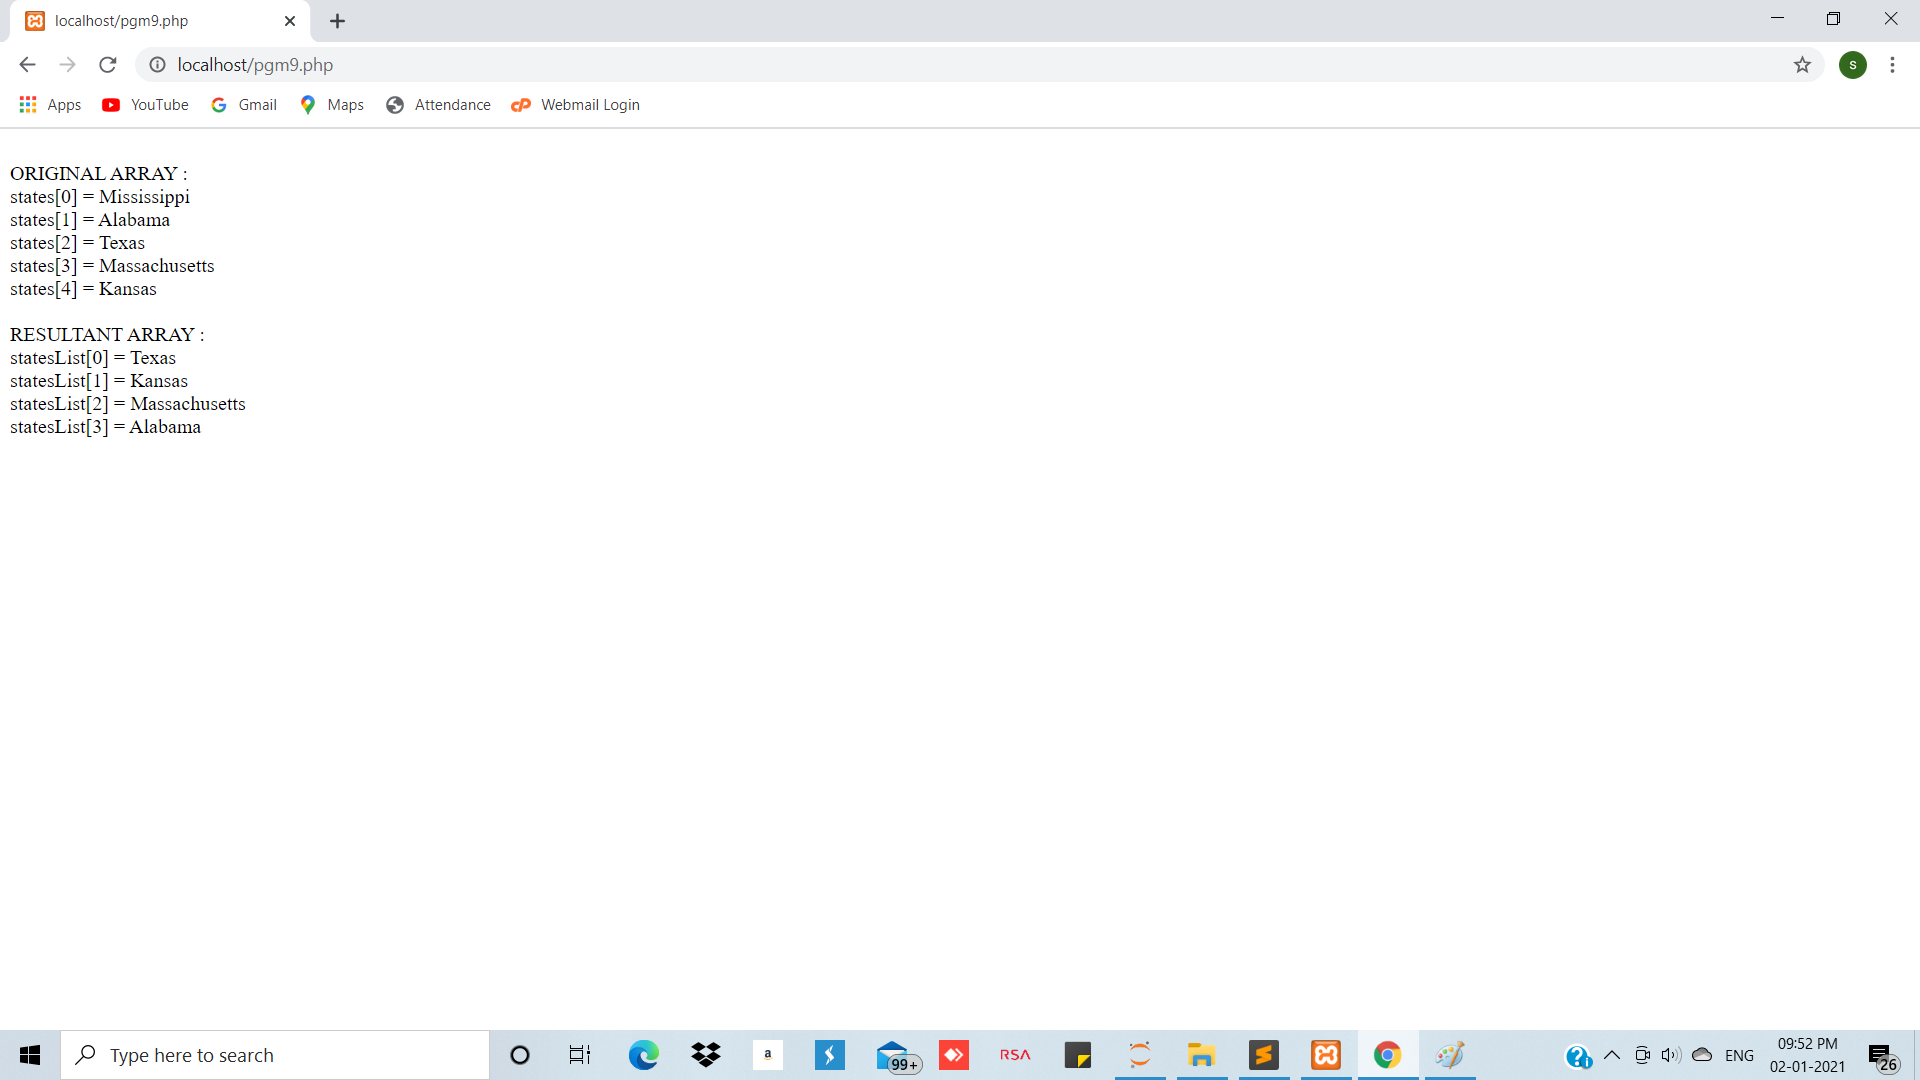 localhost/pgm9.php
localhost/pgm9.php
S
Apps YouTube Gmail Maps Attendance Webmail Login
ORIGINAL ARRAY :
states[0] = Mississippi
states[1] = Alabama
states[2] = Texas
states[3] = Massachusetts
states[4] = Kansas
RESULTANT ARRAY :
statesList[0] = Texas
statesList[1] = Kansas
statesList[2] = Massachusetts
statesList[3] = Alabama
Type here to search
a
99+
RSA
ENG
09:52 PM
02-01-2021
26